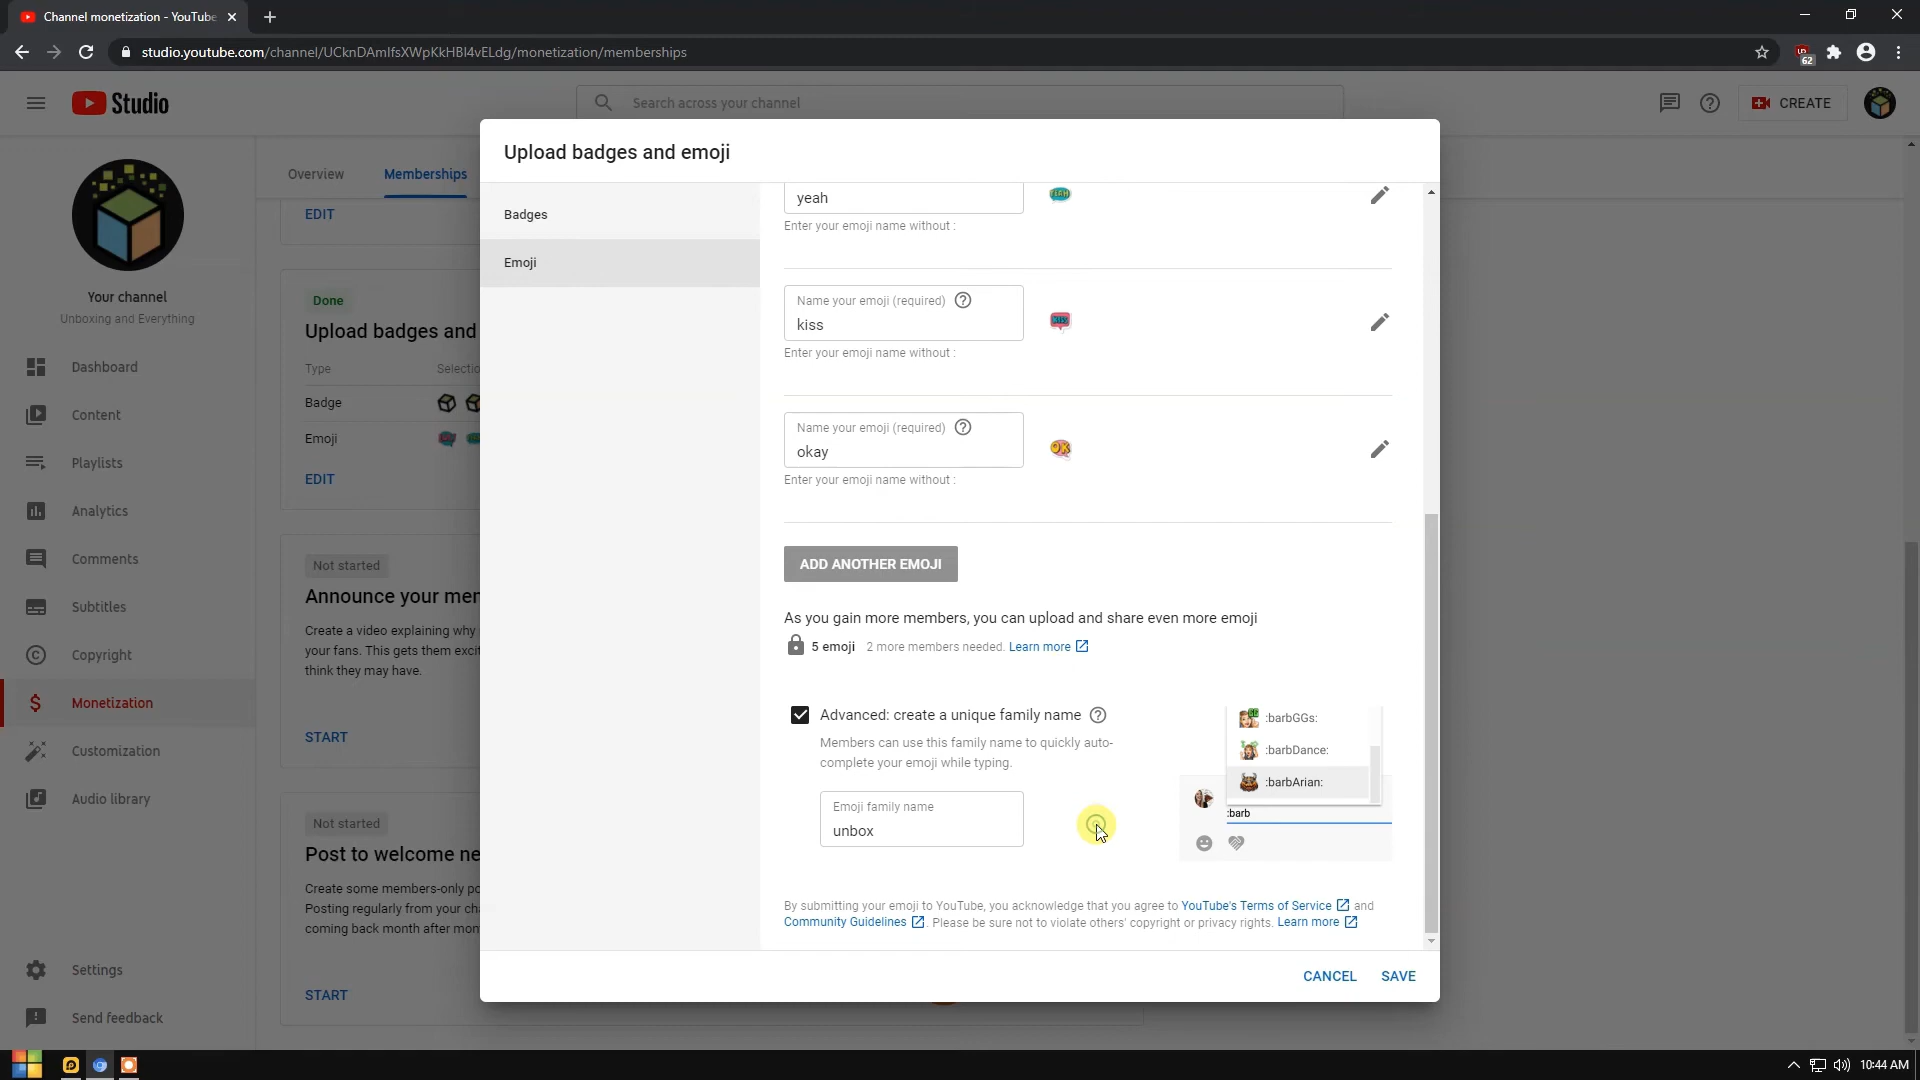 Channel monetization - YouTube
studio.youtube.com/channel/UCknDAmIfsXWpKkHBl4vELdg/monetization/memberships
62
Studio
Search across your channel
CREATE
Your channel
Unboxing and Everything
Dashboard
Content
Playlists
Analytics
Comments
Subtitles
Copyright
Monetization
Customization
Audio library
Settings
Send feedback
Overview
Memberships
EDIT
Done
Upload badges and
Type
Selectio
Badge
Emoji
EDIT
Not started
Announce your mem
Create a video explaining why
your fans. This gets them exci
think they may have.
START
Not started
Post to welcome ne
Create some members-only po
Posting regularly from your cha
coming back month after mon
START
Upload badges and emoji
Badges
Emoji
yeah
YEAH
Enter your emoji name without :
Name your emoji (required)
kiss
KISS
Enter your emoji name without :
Name your emoji (required)
okay
OK
Enter your emoji name without :
ADD ANOTHER EMOJI
As you gain more members, you can upload and share even more emoji
5 emoji 2 more members needed. Learn more
Advanced: create a unique family name
Members can use this family name to quickly auto-
complete your emoji while typing.
Emoji family name
unbox
:barbGGs:
:barbDance:
:barbArian:
:barb
By submitting your emoji to YouTube, you acknowledge that you agree to YouTube's Terms of Service and
Community Guidelines . Please be sure not to violate others' copyright or privacy rights. Learn more
CANCEL
SAVE
10:44 AM